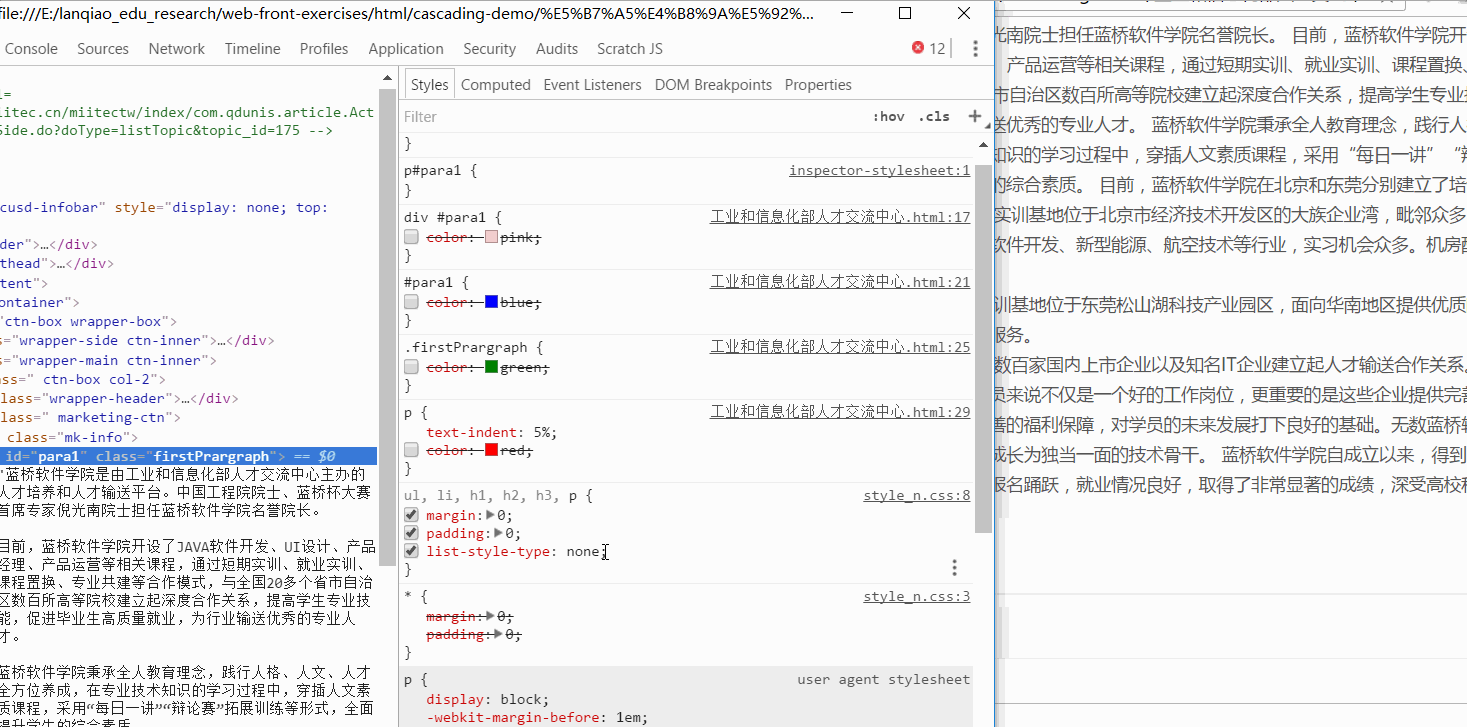 file:///E:/lanqiao_edu_research/web-front-exercises/html/cascading-demo/%E5%B7%A5%E4%B8%9A%E5%92%...
Console Sources Network Timeline Profiles Application Security Audits Scratch JS 12
l=
iitec.cn/miitectw/index/com.qdunis.article.Act
Side.do?doType=listTopic&topic_id=175 -->
cusd-infobar" style="display: none; top:
der">…</div>
thead">…</div>
tent">
ontainer">
"ctn-box wrapper-box">
s="wrapper-side ctn-inner">…</div>
s="wrapper-main ctn-inner">
ass=" ctn-box col-2">
class="wrapper-header">…</div>
class=" marketing-ctn">
class="mk-info">
id="para1" class="firstPrargraph"> == $0
"蓝桥软件学院是由工业和信息化部人才交流中心主办的
人才培养和人才输送平台。中国工程院院士、蓝桥杯大赛
首席专家倪光南院士担任蓝桥软件学院名誉院长。
目前，蓝桥软件学院开设了JAVA软件开发、UI设计、产品
经理、产品运营等相关课程，通过短期实训、就业实训、
课程置换、专业共建等合作模式，与全国20多个省市自治
区数百所高等院校建立起深度合作关系，提高学生专业技
能，促进毕业生高质量就业，为行业输送优秀的专业人
才。
蓝桥软件学院秉承全人教育理念，践行人格、人文、人才
全方位养成，在专业技术知识的学习过程中，穿插人文素
质课程，采用“每日一讲”“辩论赛”拓展训练等形式，全面
提升学生的综合素质。
Styles Computed Event Listeners DOM Breakpoints Properties
Filter :hov .cls +
}
p#para1 { inspector-stylesheet:1
}
div #para1 { 工业和信息化部人才交流中心.html:17
color: pink;
}
#para1 { 工业和信息化部人才交流中心.html:21
color: blue;
}
.firstPrargraph { 工业和信息化部人才交流中心.html:25
color: green;
}
p { 工业和信息化部人才交流中心.html:29
text-indent: 5%;
color: red;
}
ul, li, h1, h2, h3, p { style_n.css:8
margin: 0;
padding: 0;
list-style-type: none;
}
* { style_n.css:3
margin: 0;
padding: 0;
}
p { user agent stylesheet
display: block;
-webkit-margin-before: 1em;
光南院士担任蓝桥软件学院名誉院长。 目前，蓝桥软件学院开
、产品运营等相关课程，通过短期实训、就业实训、课程置换、
市自治区数百所高等院校建立起深度合作关系，提高学生专业技
送优秀的专业人才。 蓝桥软件学院秉承全人教育理念，践行人
知识的学习过程中，穿插人文素质课程，采用“每日一讲”“辩
的综合素质。 目前，蓝桥软件学院在北京和东莞分别建立了培
实训基地位于北京市经济技术开发区的大族企业湾，毗邻众多
软件开发、新型能源、航空技术等行业，实习机会众多。机房配
训基地位于东莞松山湖科技产业园区，面向华南地区提供优质
服务。
数百家国内上市企业以及知名IT企业建立起人才输送合作关系。
员来说不仅是一个好的工作岗位，更重要的是这些企业提供完善
善的福利保障，对学员的未来发展打下良好的基础。无数蓝桥软
成长为独当一面的技术骨干。 蓝桥软件学院自成立以来，得到
报名踊跃，就业情况良好，取得了非常显著的成绩，深受高校和